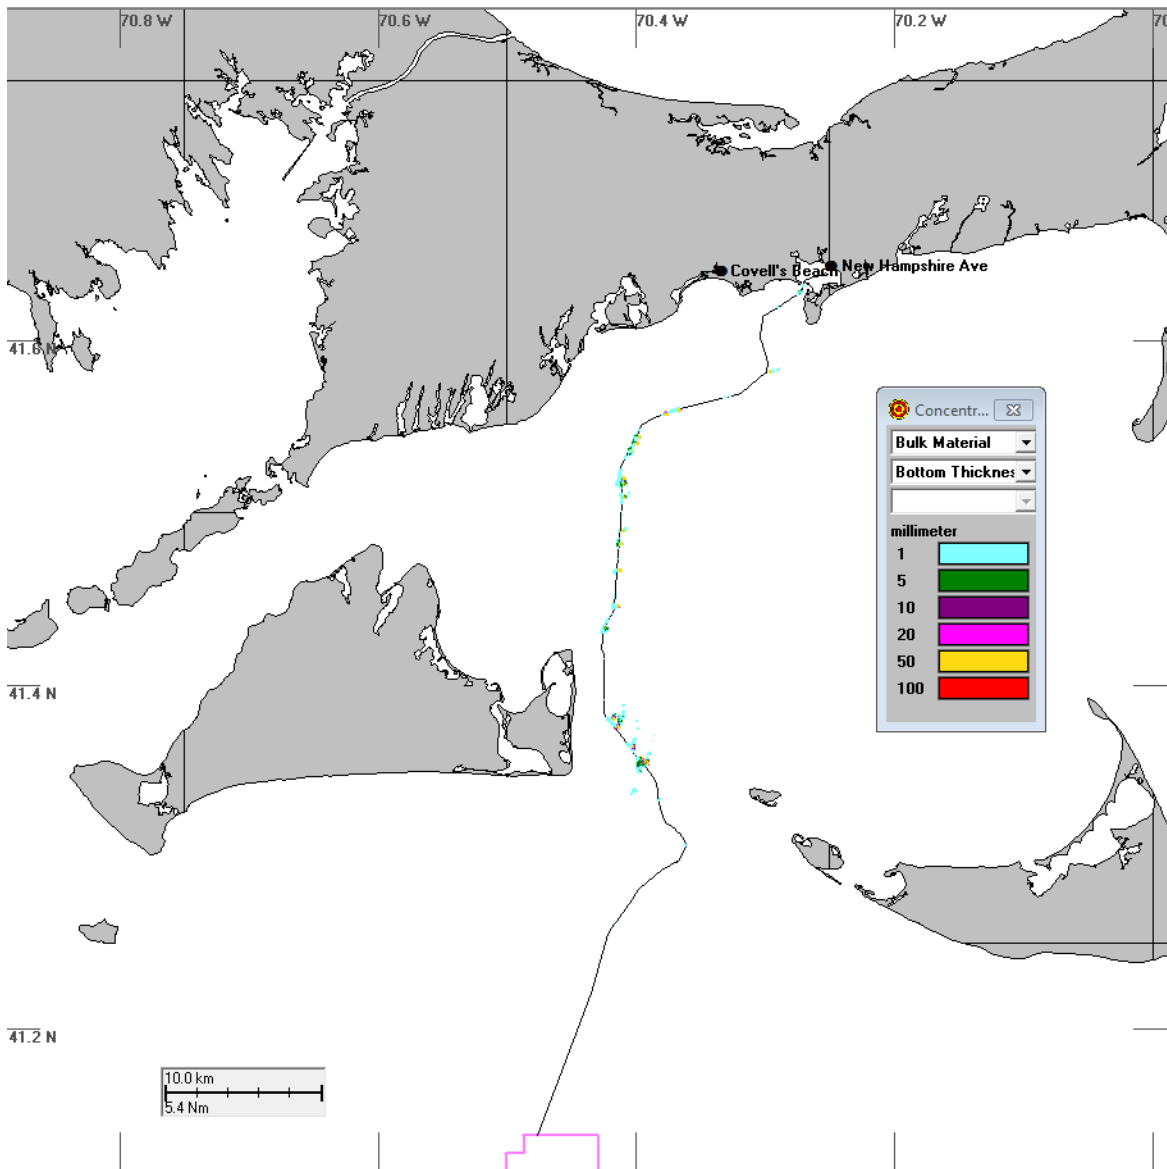 70.8 W
70.6 W
70.4 W
70.2 W
70
Covell's Beach
New Hampshire Ave
41.6 N
Concentr...
Bulk Material
Bottom Thicknes
millimeter
1
5
10
20
50
100
41.4 N
41.2 N
10.0 km
5.4 Nm